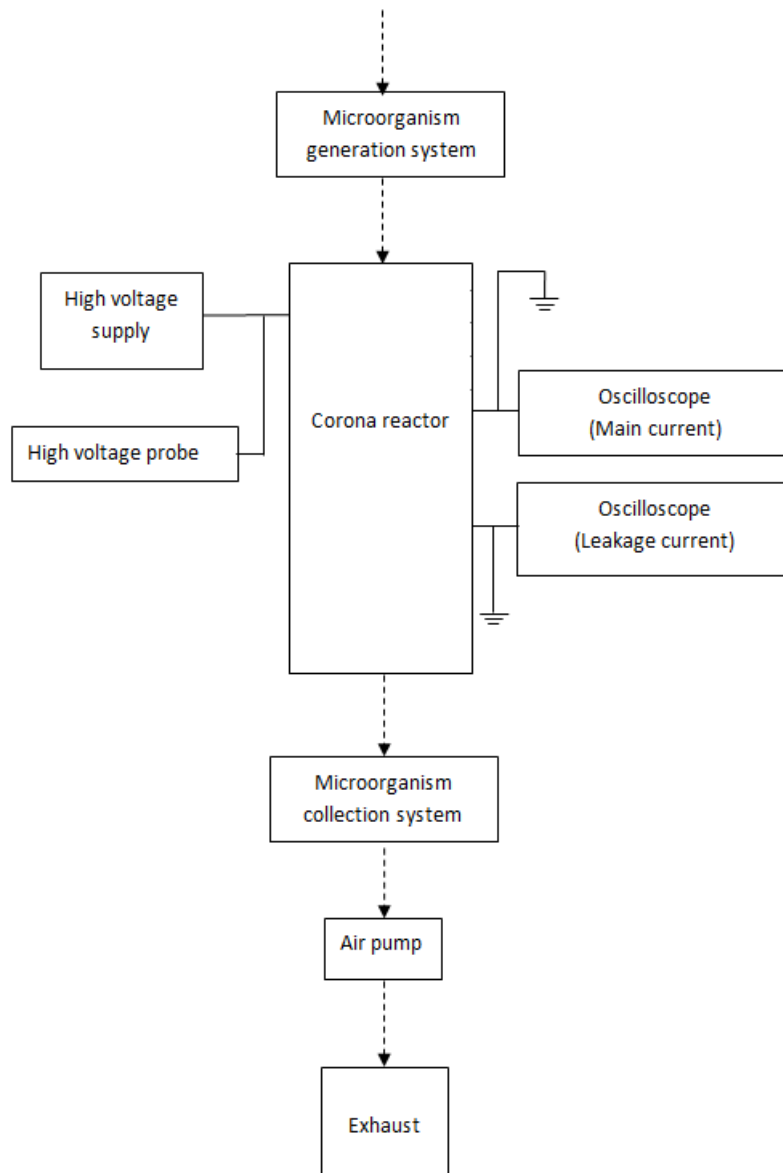 Microorganism
generation system
High voltage
supply
Corona reactor
Oscilloscope
(Main current)
High voltage probe
Oscilloscope
(Leakage current)
Microorganism
collection system
Air pump
Exhaust